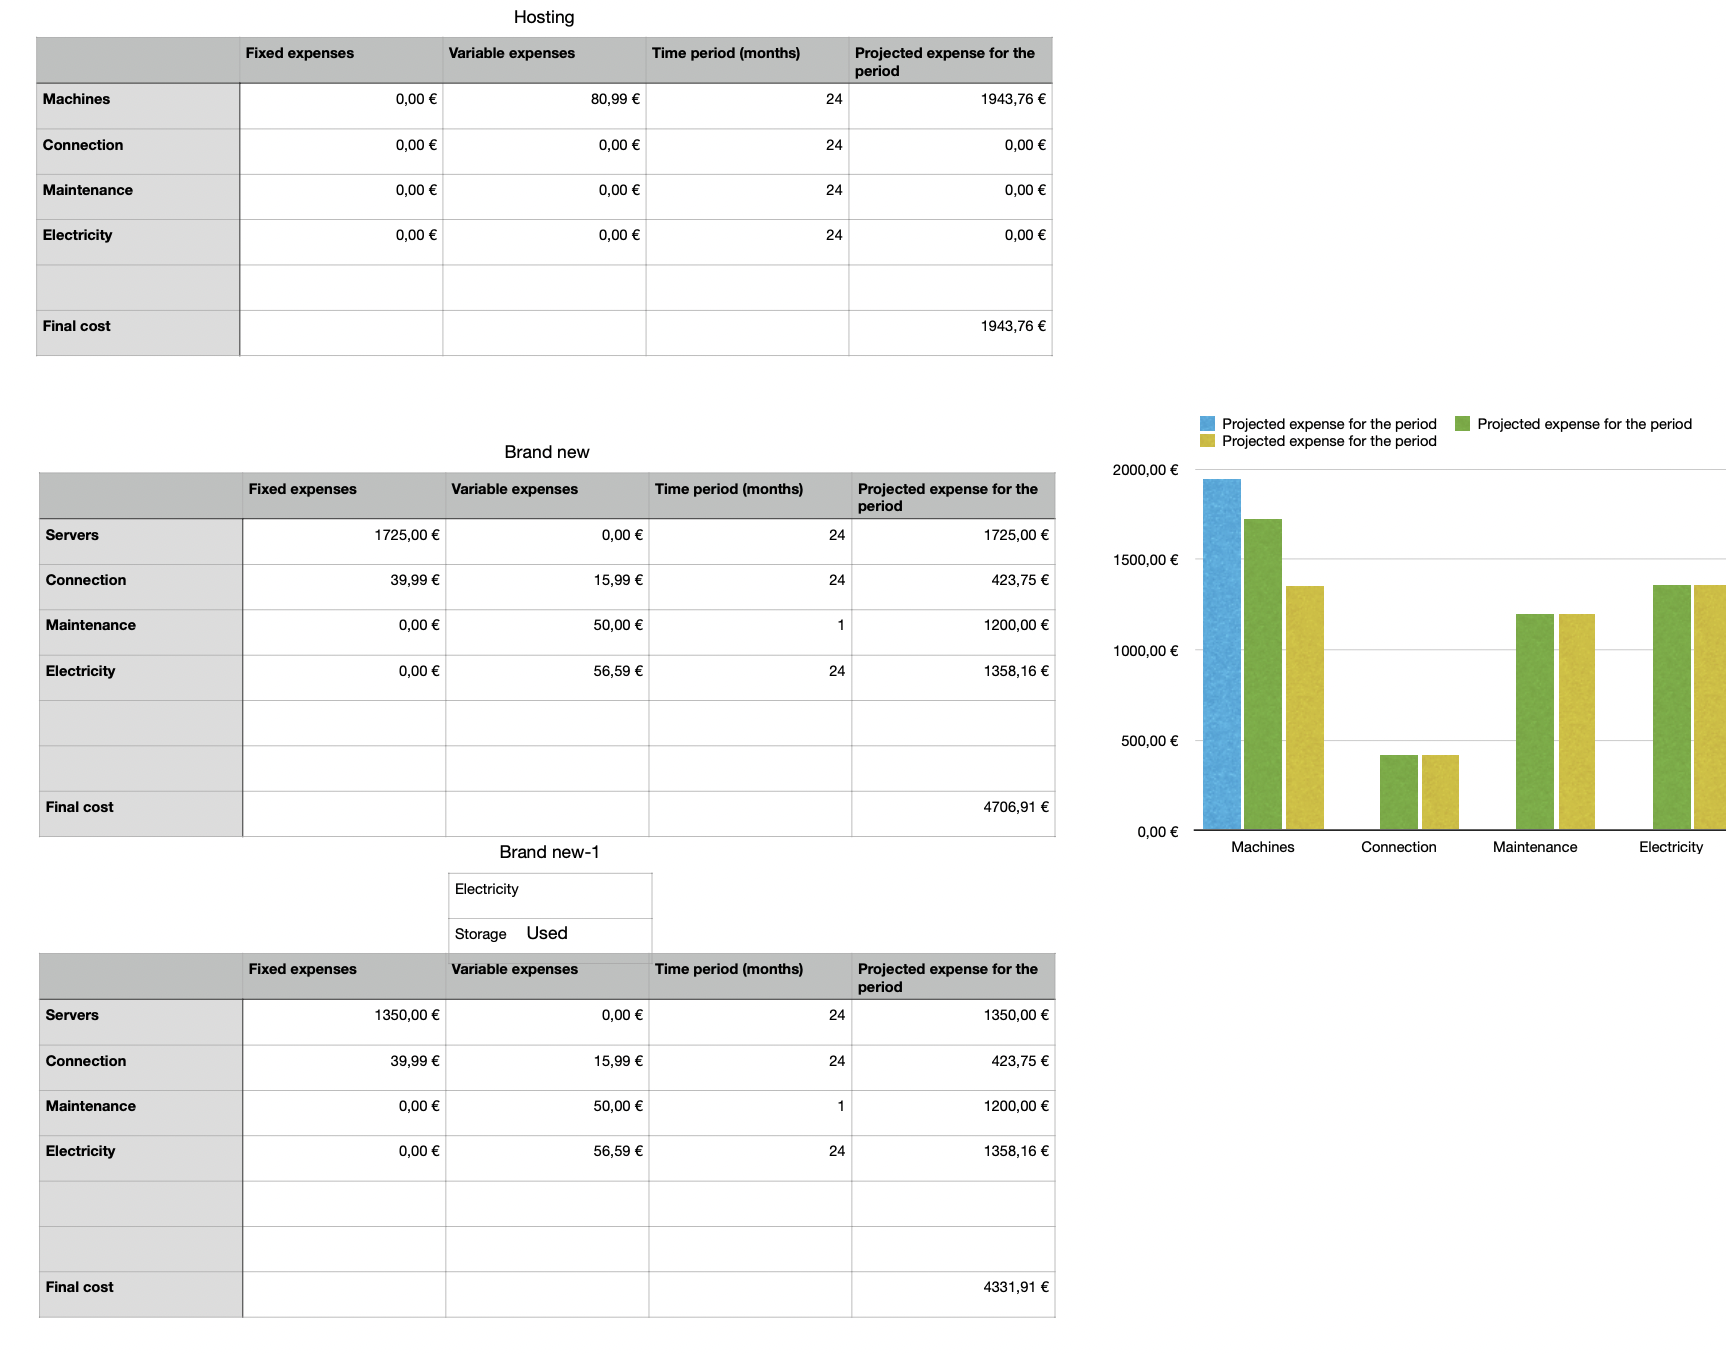 Hosting
Fixed expenses Variable expenses Time period (months) Projected expense for the
period
Machines 0,00 € 80,99 € 24 1943,76 €
Connection 0,00 € 0,00 € 24 0,00 €
Maintenance 0,00 € 0,00 € 24 0,00 €
Electricity 0,00 € 0,00 € 24 0,00 €
Final cost 1943,76 €
Brand new
Fixed expenses Variable expenses Time period (months) Projected expense for the
period
Servers 1725,00 € 0,00 € 24 1725,00 €
Connection 39,99 € 15,99 € 24 423,75 €
Maintenance 0,00 € 50,00 € 1 1200,00 €
Electricity 0,00 € 56,59 € 24 1358,16 €
Final cost 4706,91 €
Projected expense for the period Projected expense for the period
Projected expense for the period
2000,00 €
1500,00 €
1000,00 €
500,00 €
0,00 €
Machines Connection Maintenance Electricity
Brand new-1
Electricity
Storage Used
Fixed expenses Variable expenses Time period (months) Projected expense for the
period
Servers 1350,00 € 0,00 € 24 1350,00 €
Connection 39,99 € 15,99 € 24 423,75 €
Maintenance 0,00 € 50,00 € 1 1200,00 €
Electricity 0,00 € 56,59 € 24 1358,16 €
Final cost 4331,91 €